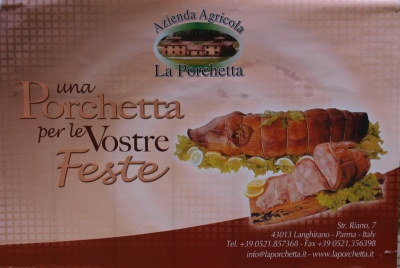 Azienda Agricola
La Porchetta
una
Porchetta
per le Vostre
Feste
Str. Riano, 7
43013 Langhirano - Parma - Italy
Tel. +39 0521.857368 - Fax +39 0521.356398
info@laporchetta.it - www.laporchetta.it